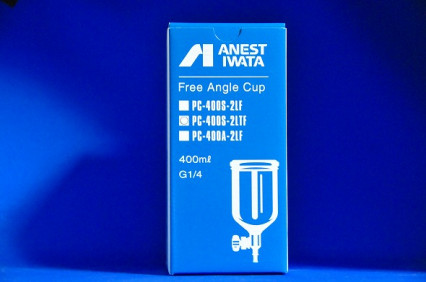 ANEST
IWATA
Free Angle Cup
PC-400S-2LF
PC-400S-2LTF
PC-400A-2LF
400mℓ
G1/4